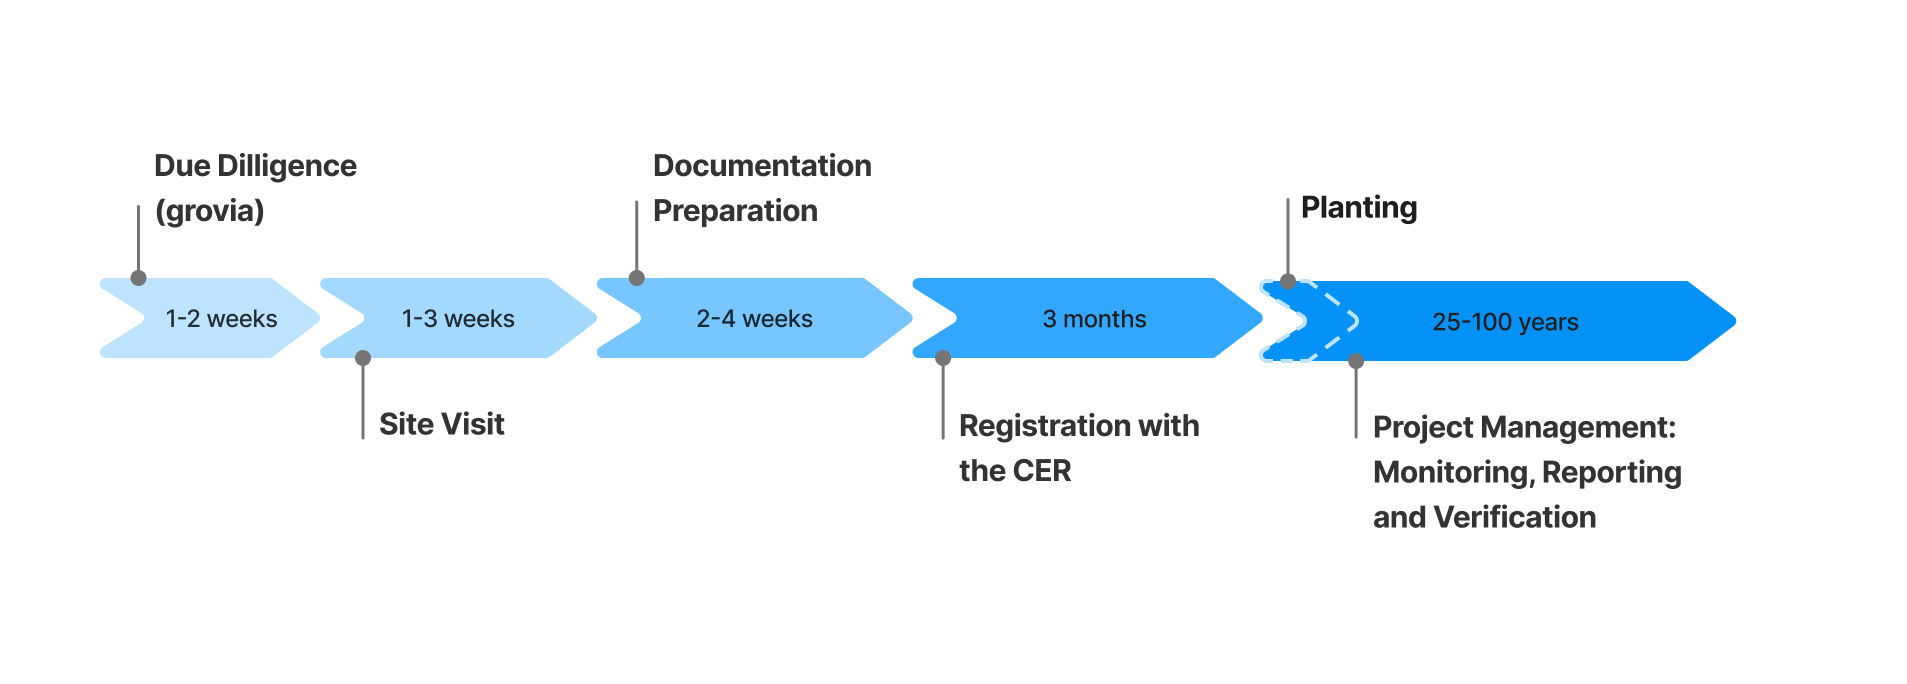 Due Dilligence
(grovia)
Documentation
Preparation
Planting
1-2 weeks
1-3 weeks
2-4 weeks
3 months
25-100 years
Site Visit
Registration with
the CER
Project Management:
Monitoring, Reporting
and Verification